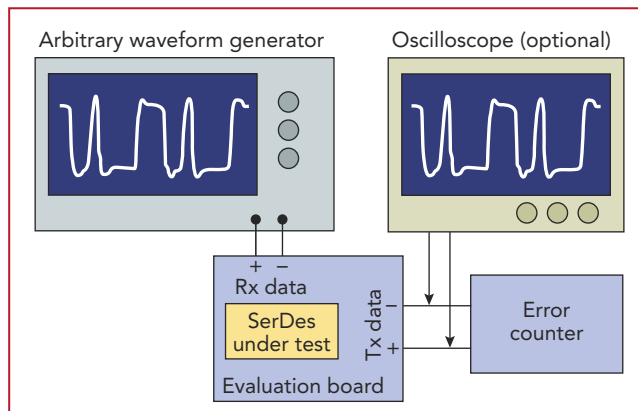 Arbitrary waveform generator
Oscilloscope (optional)
+ −
Rx data
SerDes
under test
Evaluation board
Tx data
−
+
Error
counter